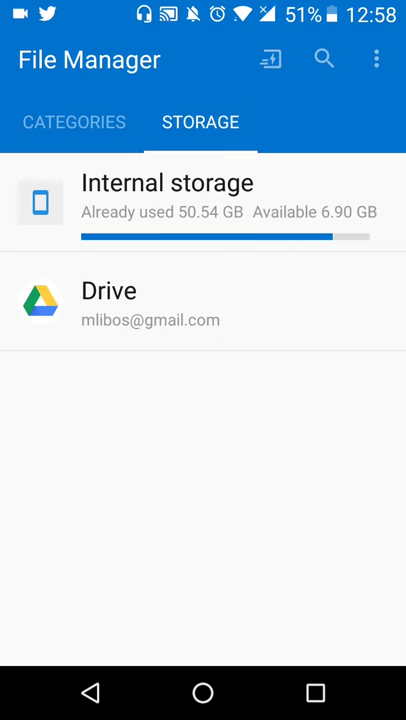 51% 12:58
File Manager
CATEGORIES STORAGE
Internal storage
Already used 50.54 GB Available 6.90 GB
Drive
mlibos@gmail.com